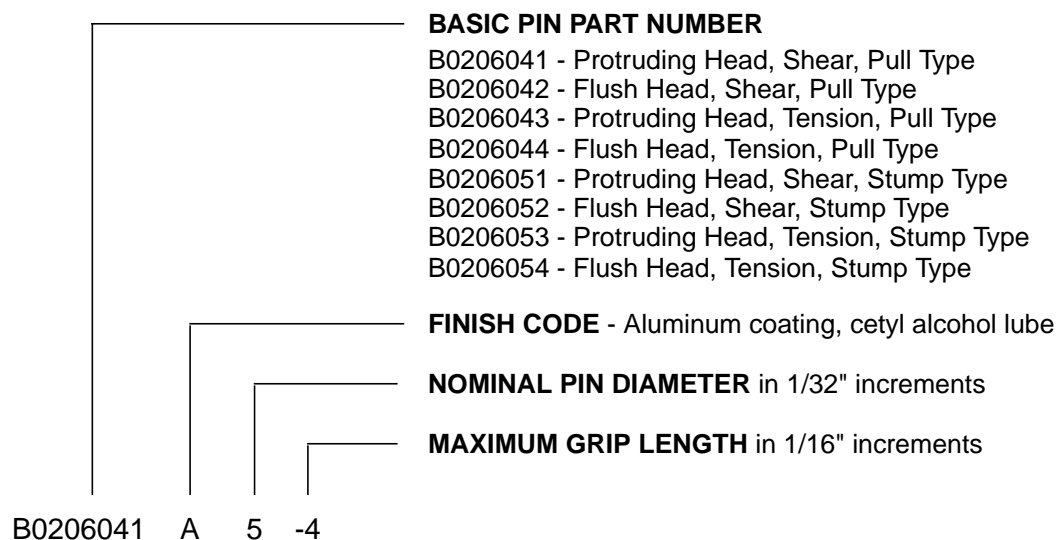 BASIC PIN PART NUMBER
B0206041 - Protruding Head, Shear, Pull Type
B0206042 - Flush Head, Shear, Pull Type
B0206043 - Protruding Head, Tension, Pull Type
B0206044 - Flush Head, Tension, Pull Type
B0206051 - Protruding Head, Shear, Stump Type
B0206052 - Flush Head, Shear, Stump Type
B0206053 - Protruding Head, Tension, Stump Type
B0206054 - Flush Head, Tension, Stump Type
FINISH CODE - Aluminum coating, cetyl alcohol lube
NOMINAL PIN DIAMETER in 1/32" increments
MAXIMUM GRIP LENGTH in 1/16" increments
B0206041 A 5 -4